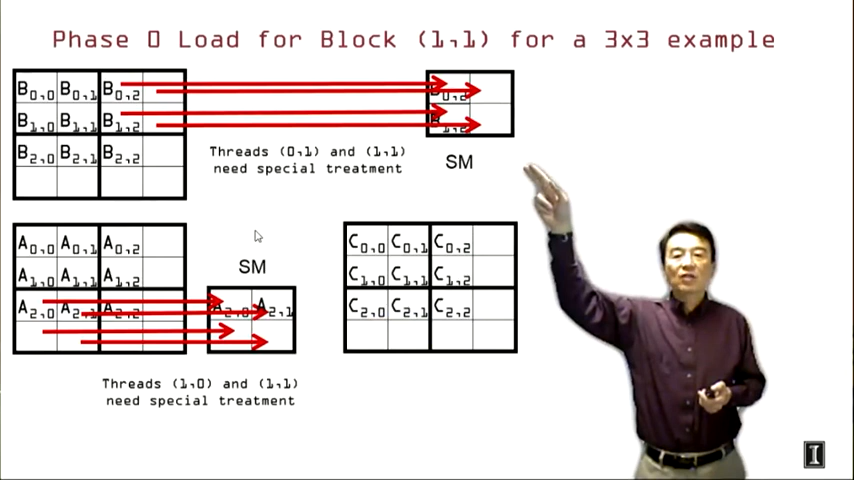 Phase 0 Load for Block (1,1) for a 3x3 example
B0,0 B0,1 B0,2
B1,0 B1,1 B1,2
B2,0 B2,1 B2,2
B0,2
B1,2
Threads (0,1) and (1,1)
need special treatment
SM
A0,0 A0,1 A0,2
A1,0 A1,1 A1,2
A2,0 A2,1 A2,2
SM
A2,0 A2,1
C0,0 C0,1 C0,2
C1,0 C1,1 C1,2
C2,0 C2,1 C2,2
Threads (1,0) and (1,1)
need special treatment
I